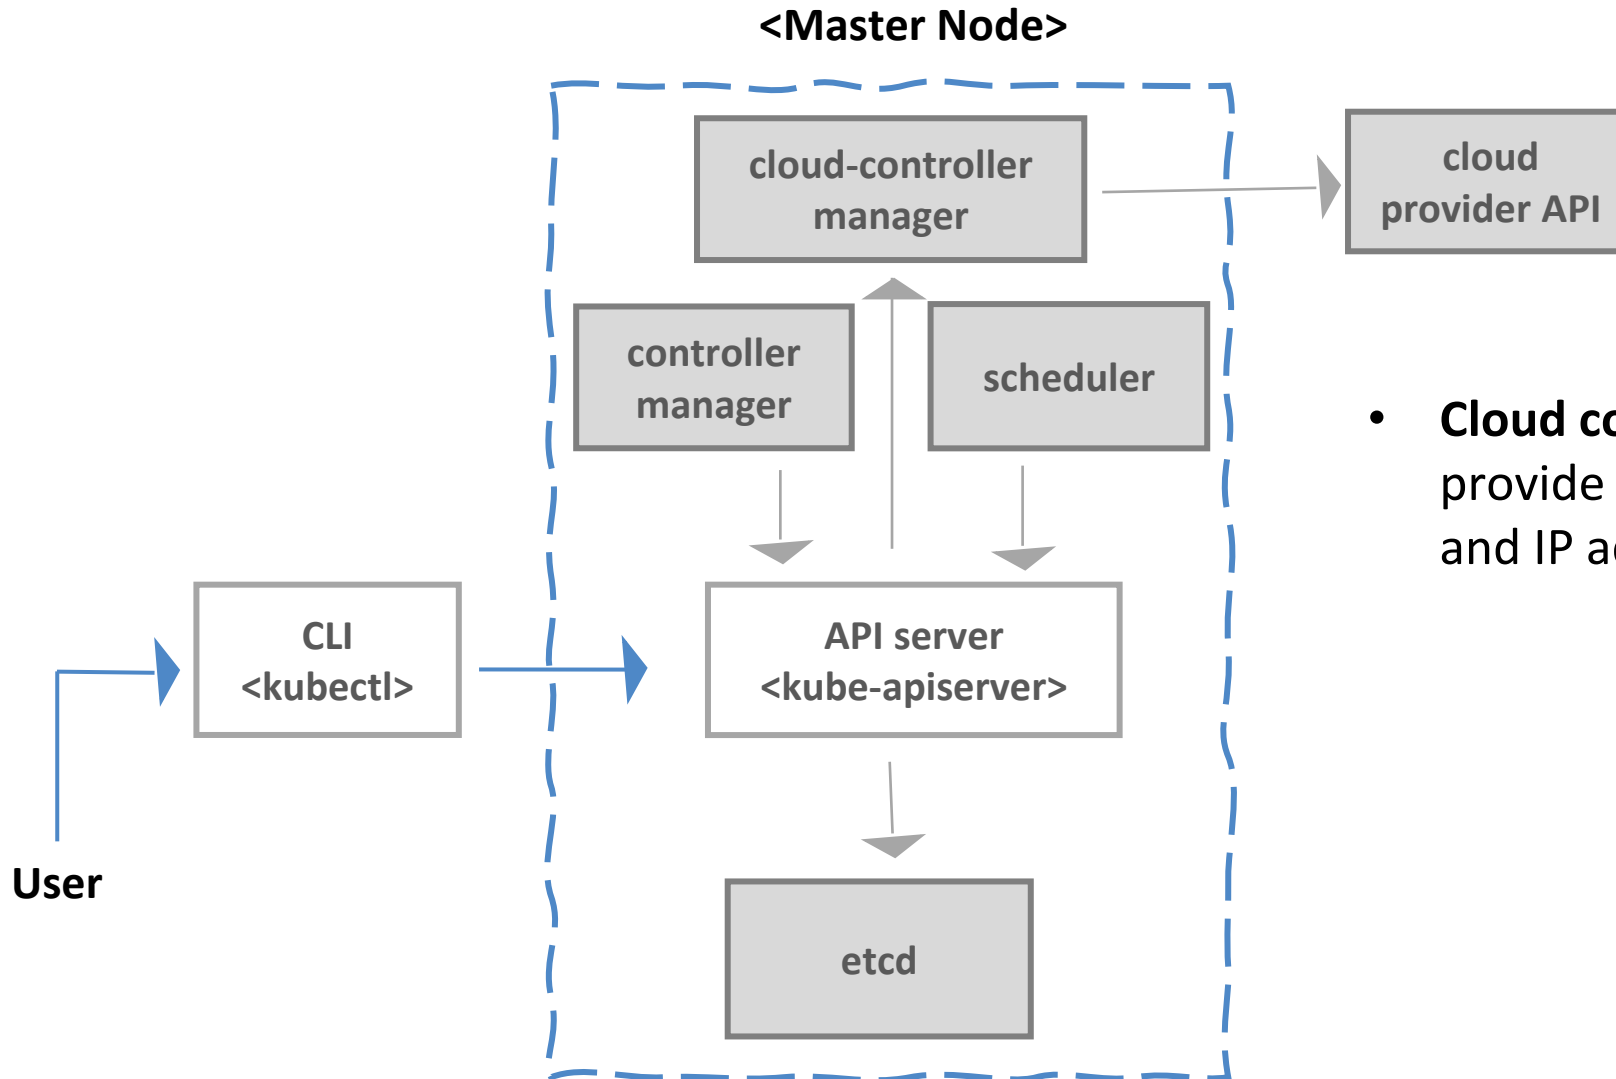 <Master Node>
cloud-controller
manager
cloud
provider API
controller
manager
scheduler
• Cloud
provide
and IP
CLI
<kubectl>
API server
<kube-apiserver>
User
etcd